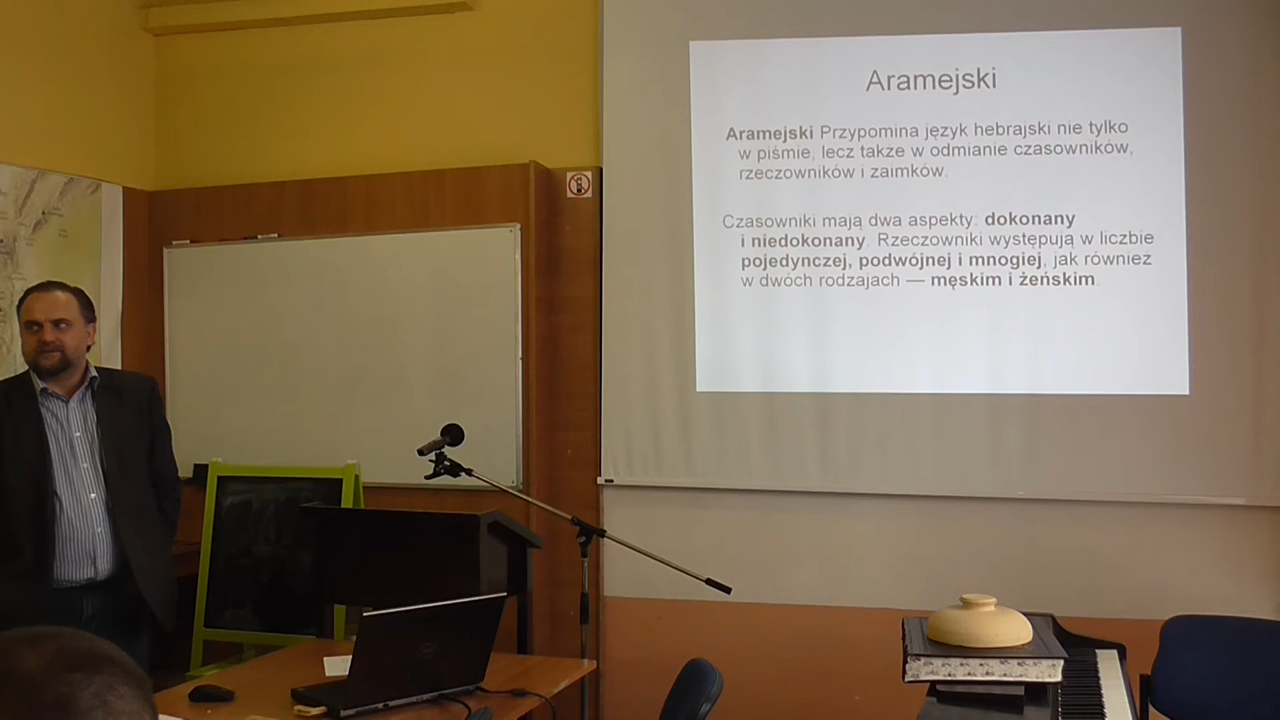 Aramejski
Aramejski Przypomina język hebrajski nie tylko
w piśmie, lecz także w odmianie czasowników,
rzeczowników i zaimków.
Czasowniki mają dwa aspekty: dokonany
i niedokonany. Rzeczowniki występują w liczbie
pojedynczej, podwójnej i mnogiej, jak również
w dwóch rodzajach — męskim i żeńskim.